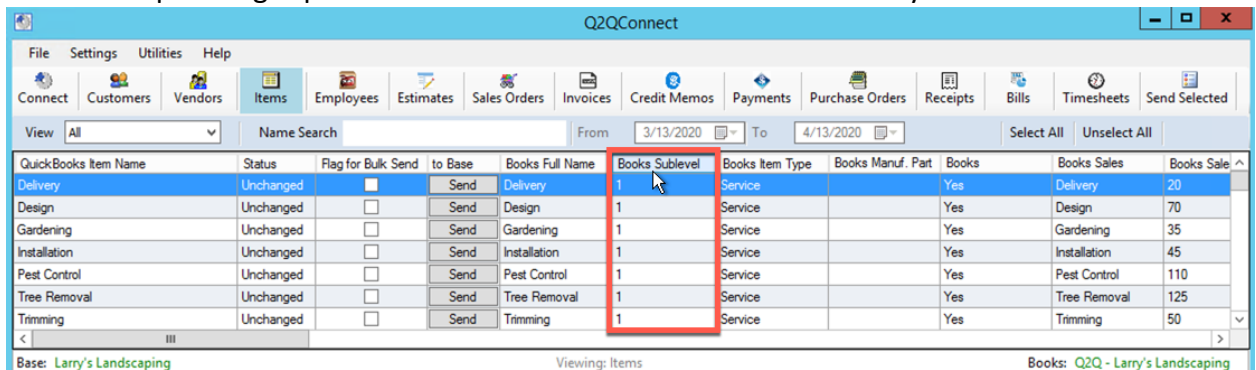 Q2QConnect
File Settings Utilities Help
Connect Customers Vendors Items Employees Estimates Sales Orders Invoices Credit Memos Payments Purchase Orders Receipts Bills Timesheets Send Selected
View All Name Search From 3/13/2020 To 4/13/2020 Select All Unselect All
QuickBooks Item Name Status Flag for Bulk Send to Base Books Full Name Books Sublevel Books Item Type Books Manuf. Part Books Books Sales Books Sale
Delivery Unchanged Send Delivery 1 Service Yes Delivery 20
Design Unchanged Send Design 1 Service Yes Design 70
Gardening Unchanged Send Gardening 1 Service Yes Gardening 35
Installation Unchanged Send Installation 1 Service Yes Installation 45
Pest Control Unchanged Send Pest Control 1 Service Yes Pest Control 110
Tree Removal Unchanged Send Tree Removal 1 Service Yes Tree Removal 125
Trimming Unchanged Send Trimming 1 Service Yes Trimming 50
Base: Larry's Landscaping Viewing: Items Books: Q2Q - Larry's Landscaping